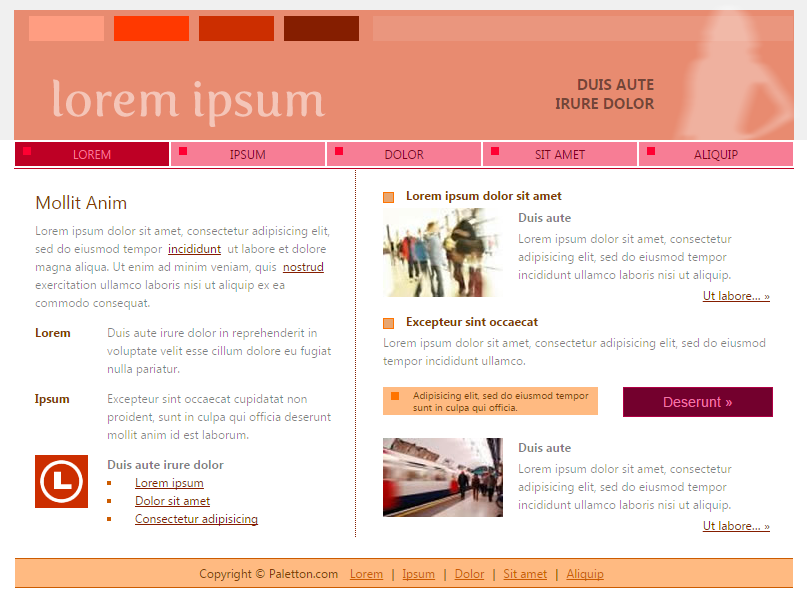 lorem ipsum
DUIS AUTE
IRURE DOLOR
LOREM
IPSUM
DOLOR
SIT AMET
ALIQUIP
Mollit Anim
Lorem ipsum dolor sit amet, consectetur adipisicing elit,
sed do eiusmod tempor incididunt ut labore et dolore
magna aliqua. Ut enim ad minim veniam, quis nostrud
exercitation ullamco laboris nisi ut aliquip ex ea
commodo consequat.
Lorem
Duis aute irure dolor in reprehenderit in
voluptate velit esse cillum dolore eu fugiat
nulla pariatur.
Ipsum
Excepteur sint occaecat cupidatat non
proident, sunt in culpa qui officia deserunt
mollit anim id est laborum.
L
Duis aute irure dolor
Lorem ipsum
Dolor sit amet
Consectetur adipisicing
Lorem ipsum dolor sit amet
Duis aute
Lorem ipsum dolor sit amet, consectetur
adipisicing elit, sed do eiusmod tempor
incididunt ullamco laboris nisi ut aliquip.
Ut labore... »
Excepteur sint occaecat
Lorem ipsum dolor sit amet, consectetur adipisicing elit, sed do eiusmod
tempor incididunt ullamco.
Adipisicing elit, sed do eiusmod tempor
sunt in culpa qui officia.
Deserunt »
Duis aute
Lorem ipsum dolor sit amet, consectetur
adipisicing elit, sed do eiusmod tempor
incididunt ullamco laboris nisi ut aliquip.
Ut labore... »
Copyright © Paletton.com Lorem | Ipsum | Dolor | Sit amet | Aliquip